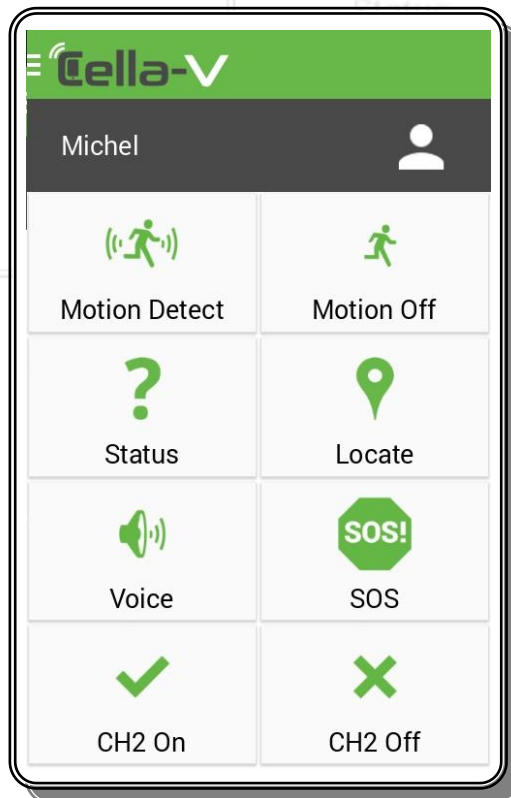 Cella-V
Michel
Motion Detect
Motion Off
?
Status
Locate
Voice
SOS!
SOS
CH2 On
CH2 Off